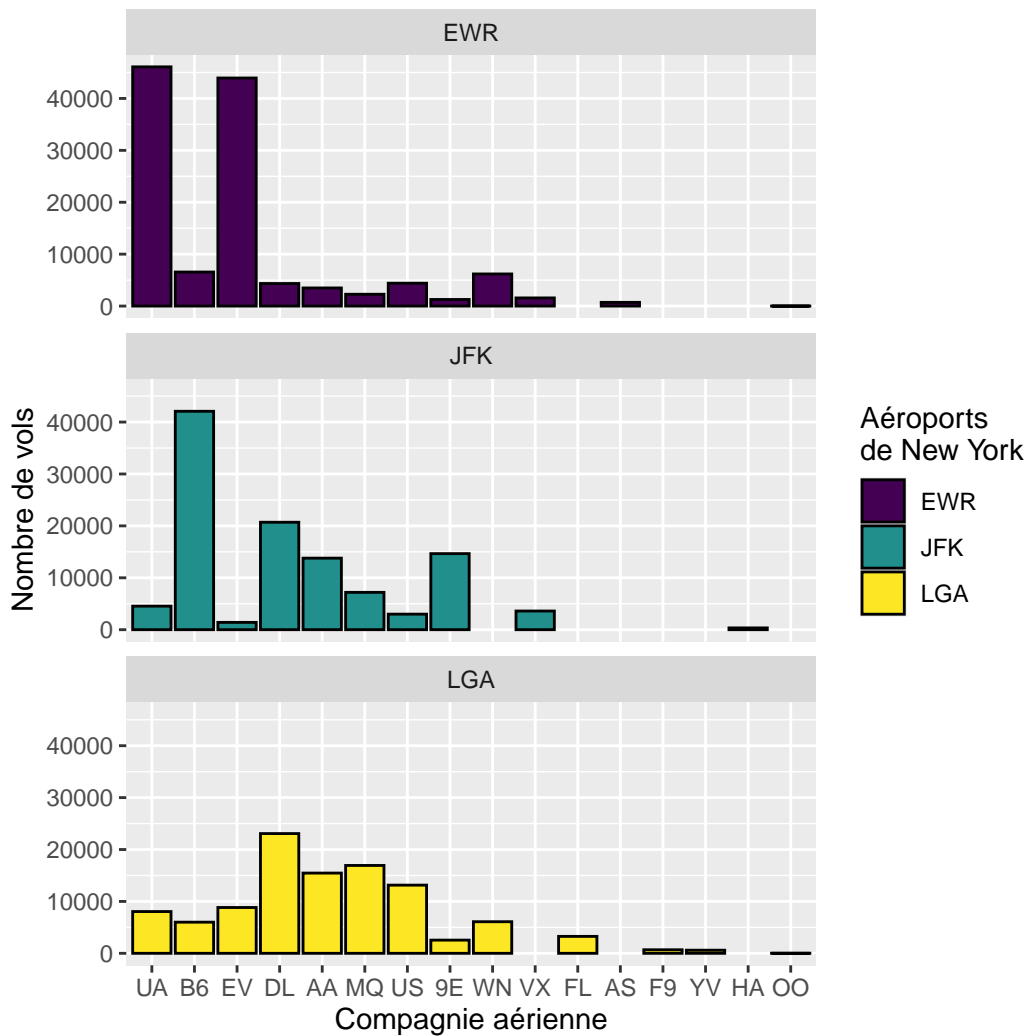 EWR
40000
30000
20000
10000
0
JFK
40000
30000
20000
10000
0
LGA
40000
30000
20000
10000
0
UA B6 EV DL AA MQ US 9E WN VX FL AS F9 YV HA OO
Compagnie aérienne
Nombre de vols
Aéroports
de New York
EWR
JFK
LGA